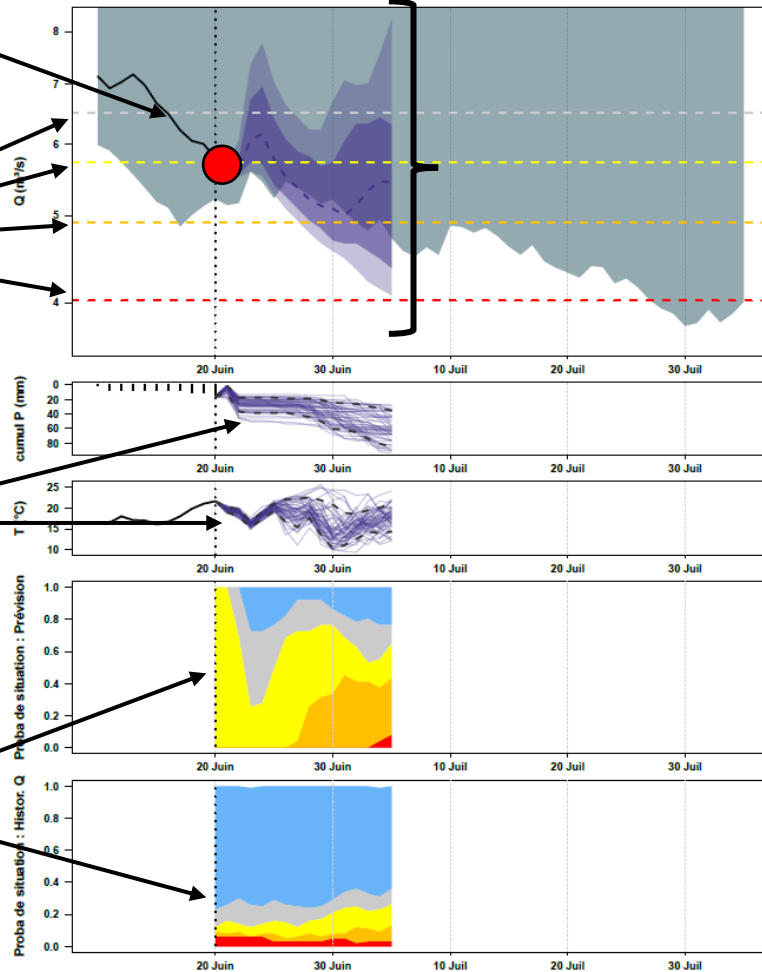 Q (m³/s)
8
7
6
5
4
20 Juin
30 Juin
10 Juil
20 Juil
30 Juil
cumul P (mm)
0
20
40
60
80
20 Juin
30 Juin
10 Juil
20 Juil
30 Juil
T (°C)
25
20
15
10
20 Juin
30 Juin
10 Juil
20 Juil
30 Juil
Proba de situation : Prévision
1.0
0.8
0.6
0.4
0.2
0.0
20 Juin
30 Juin
10 Juil
20 Juil
30 Juil
Proba de situation : Histor. Q
1.0
0.8
0.6
0.4
0.2
0.0
20 Juin
30 Juin
10 Juil
20 Juil
30 Juil